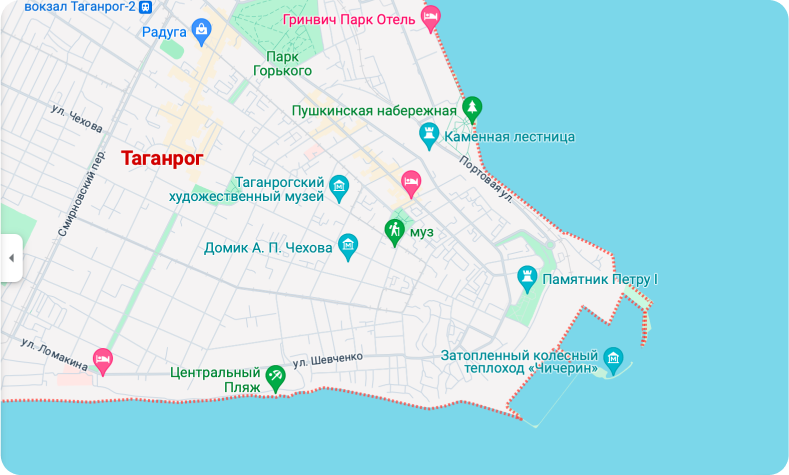 вокзал Таганрог-2
Гринвич Парк Отель
Радуга
Парк
Горького
ул. Чехова
Пушкинская набережная
Каменная лестница
Таганрог
Портовая ул.
Смирновский пер.
Таганрогский
художественный музей
муз
Домик А. П. Чехова
Памятник Петру I
ул. Ломакина
ул. Шевченко
Затопленный колесный
теплоход «Чичерин»
Центральный
Пляж